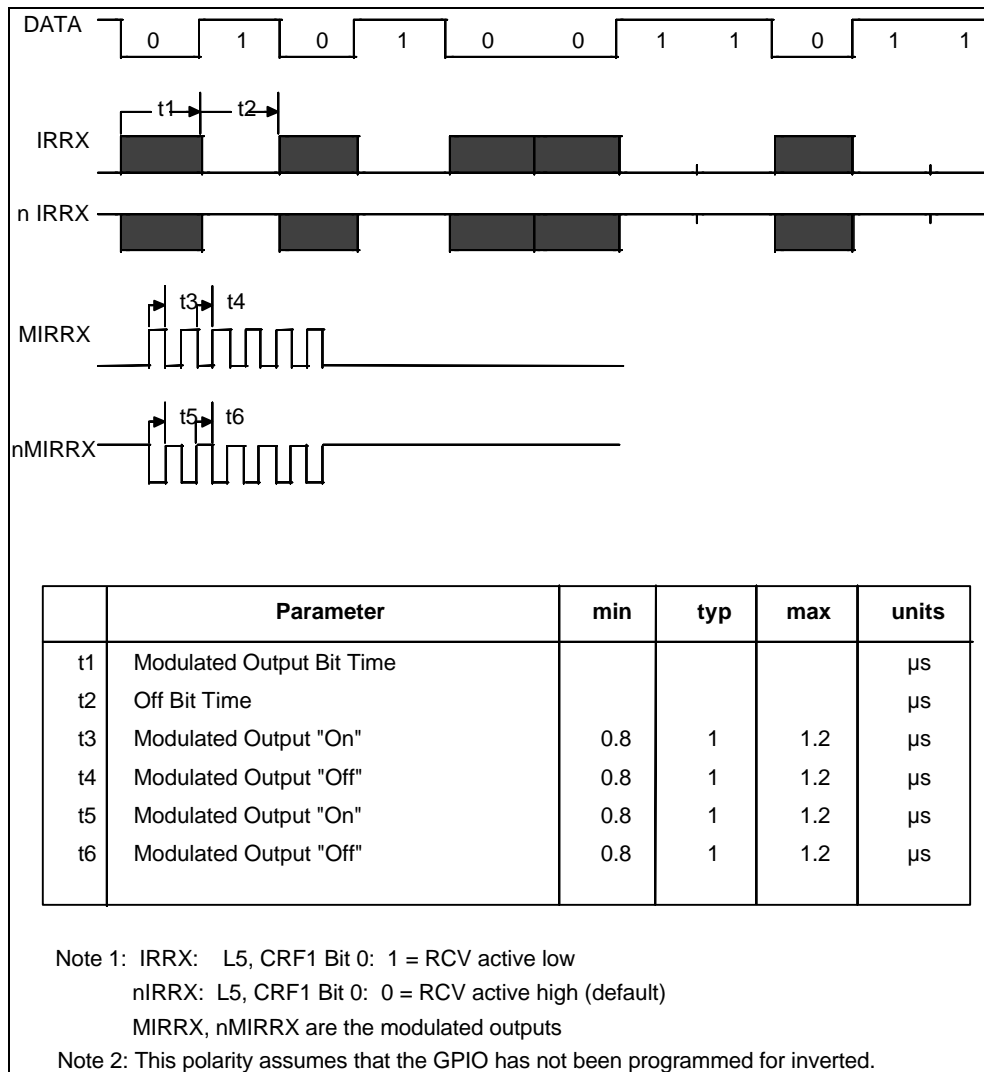 DATA 0 1 0 1 0 0 1 1 0 1 1
t1 t2
IRRX
n IRRX
t3 t4
MIRRX
t5 t6
nMIRRX
Parameter min typ max units
t1 Modulated Output Bit Time µs
t2 Off Bit Time µs
t3 Modulated Output "On" 0.8 1 1.2 µs
t4 Modulated Output "Off" 0.8 1 1.2 µs
t5 Modulated Output "On" 0.8 1 1.2 µs
t6 Modulated Output "Off" 0.8 1 1.2 µs
Note 1: IRRX: L5, CRF1 Bit 0: 1 = RCV active low
nIRRX: L5, CRF1 Bit 0: 0 = RCV active high (default)
MIRRX, nMIRRX are the modulated outputs
Note 2: This polarity assumes that the GPIO has not been programmed for inverted.